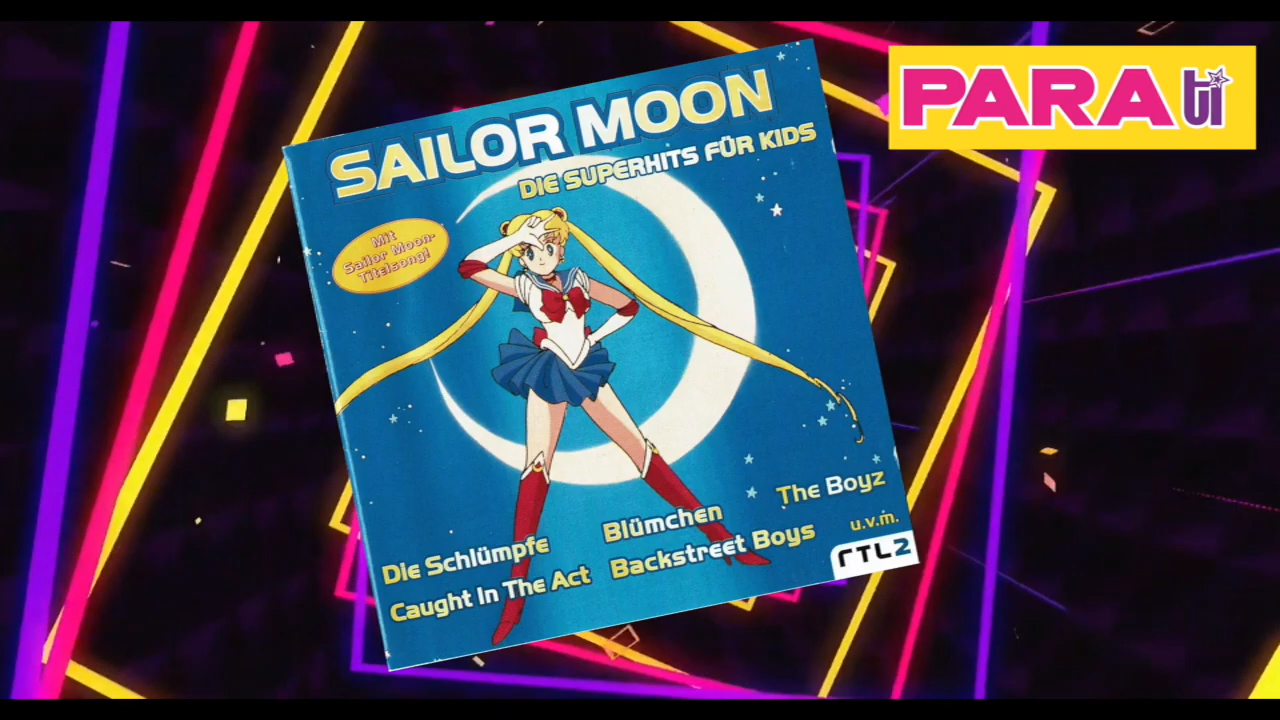 SAILOR MOON
DIE SUPERHITS FÜR KIDS
Mit
Sailor Moon-
Titelsong!
Die Schlümpfe
Blümchen
The Boyz
Caught In The Act
Backstreet Boys
u.v.m.
RTL2
PARA ti